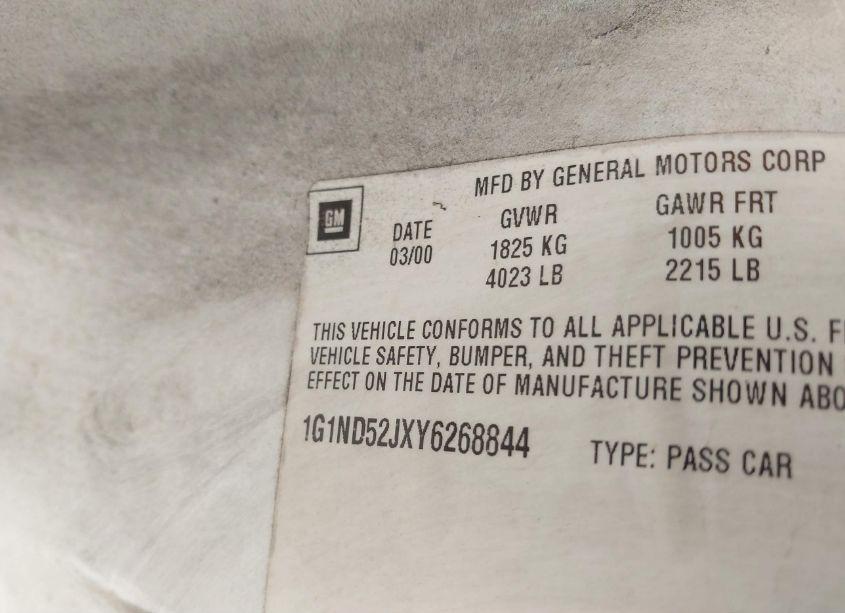 MFD BY GENERAL MOTORS CORP
GM
DATE GVWR GAWR FRT
03/00 1825 KG 1005 KG
4023 LB 2215 LB
THIS VEHICLE CONFORMS TO ALL APPLICABLE U.S.
VEHICLE SAFETY, BUMPER, AND THEFT PREVENTION
EFFECT ON THE DATE OF MANUFACTURE SHOWN ABO
1G1ND52JXY6268844 TYPE: PASS CAR